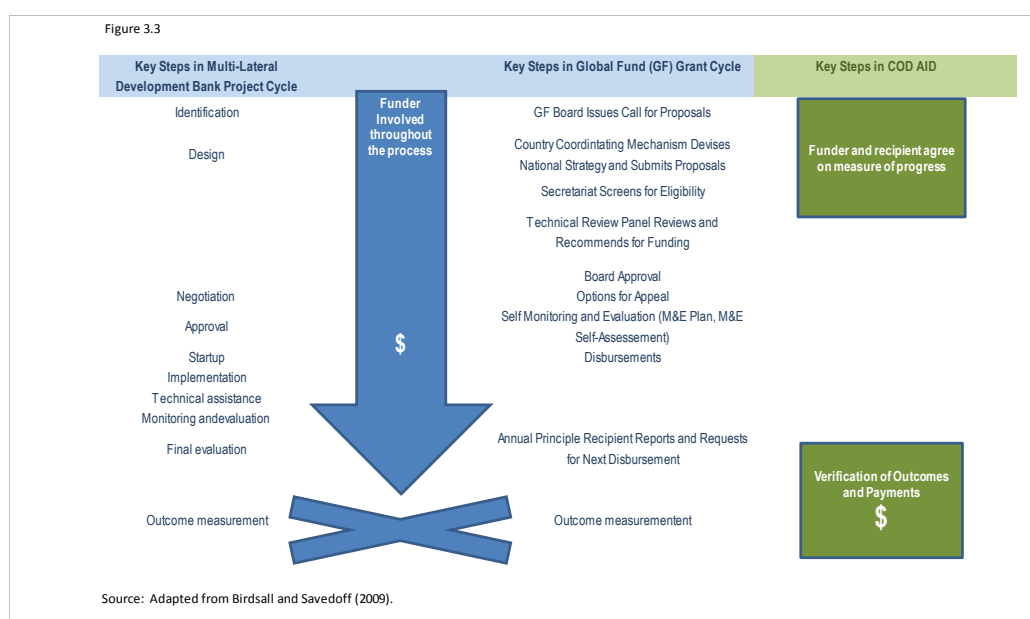 Figure 3.3
Key Steps in Multi-Lateral
Development Bank Project Cycle
Key Steps in Global Fund (GF) Grant Cycle
Key Steps in COD AID
Identification
Design
Negotiation
Approval
Startup
Implementation
Technical assistance
Monitoring andevaluation
Final evaluation
Outcome measurement
Funder
Involved
throughout
the process
$
GF Board Issues Call for Proposals
Country Coordintating Mechanism Devises
National Strategy and Submits Proposals
Secretariat Screens for Eligibility
Technical Review Panel Reviews and
Recommends for Funding
Board Approval
Options for Appeal
Self Monitoring and Evaluation (M&E Plan, M&E
Self-Assessement)
Disbursements
Annual Principle Recipient Reports and Requests
for Next Disbursement
Outcome measurementent
Funder and recipient agree
on measure of progress
Verification of Outcomes
and Payments
$
Source:  Adapted from Birdsall and Savedoff (2009).